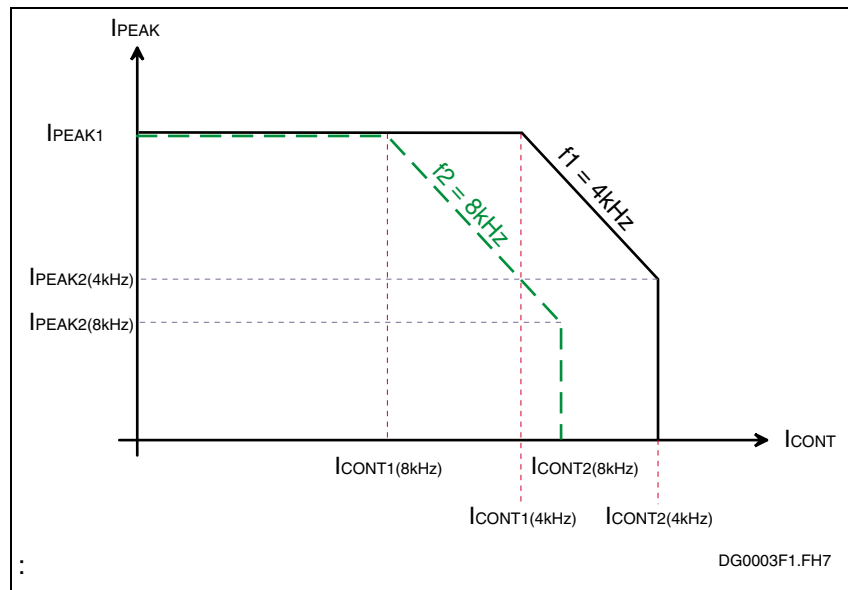 IPEAK
IPEAK1
f2 = 8kHz
f1 = 4kHz
IPEAK2(4kHz)
IPEAK2(8kHz)
ICONT
ICONT1(8kHz)
ICONT2(8kHz)
ICONT1(4kHz)
ICONT2(4kHz)
:
DG0003F1.FH7